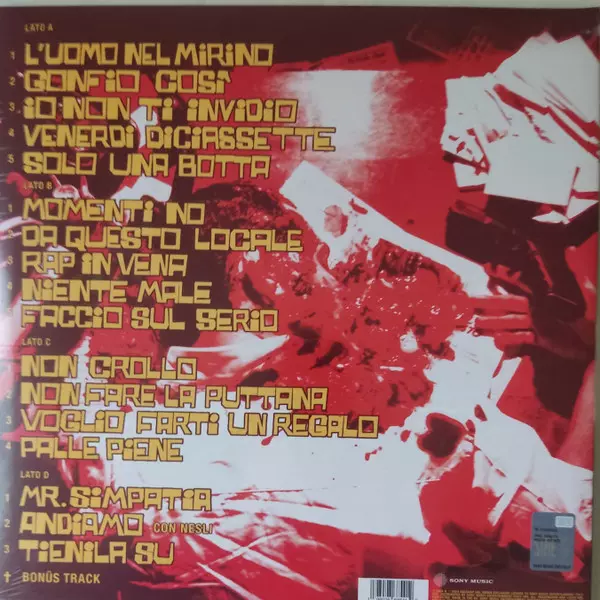 LATO A
1 L'UOMO NEL MIRINO
2 GONFIO COSÌ
3 IO NON TI INVIDIO
4 VENERDÌ DICIASSETTE
5 SOLO UNA BOTTA
LATO B
1 MOMENTI NO
2 DA QUESTO LOCALE
3 RAP IN VENA
4 NIENTE MALE
5 FACCIO SUL SERIO
LATO C
1 NON CROLLO
2 NON FARE LA PUTTANA
3 VOGLIO FARTI UN REGALO
4 PALLE PIENE
LATO D
1 MR. SIMPATIA
2 ANDIAMO CON NESLI
3 TIENILA SU
† BONÜS TRACK
SONY MUSIC